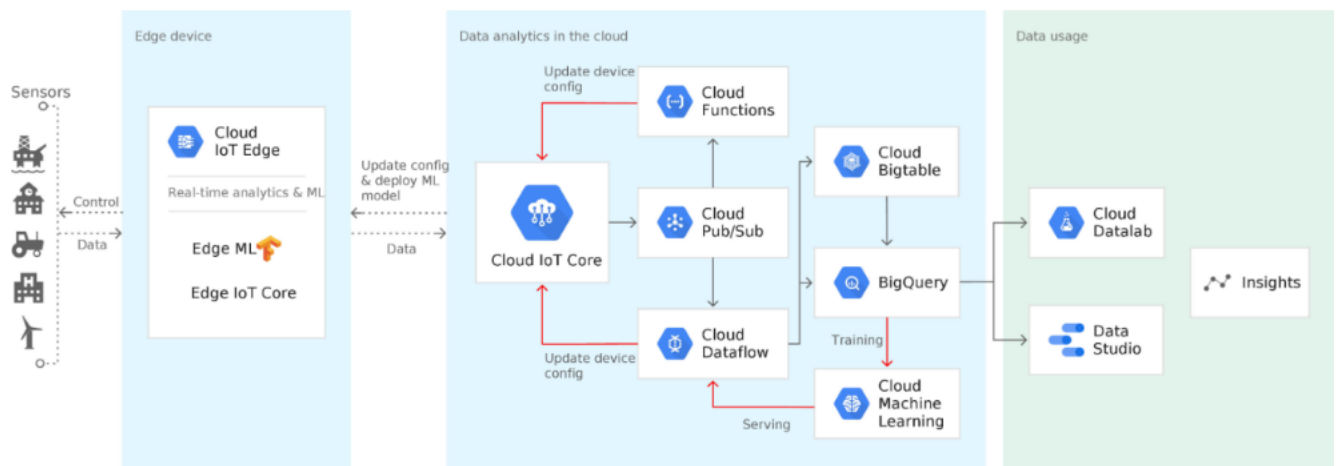 Edge device
Data analytics in the cloud
Data usage
Sensors
Control
Data
Cloud
IoT Edge
Real-time analytics & ML
Edge ML
Edge IoT Core
Update config
& deploy ML
model
Data
Update device
config
Cloud IoT Core
Update device
config
Cloud
Functions
Cloud
Pub/Sub
Cloud
Dataflow
Cloud
Bigtable
BigQuery
Training
Cloud
Machine
Learning
Serving
Cloud
Datalab
Data
Studio
Insights